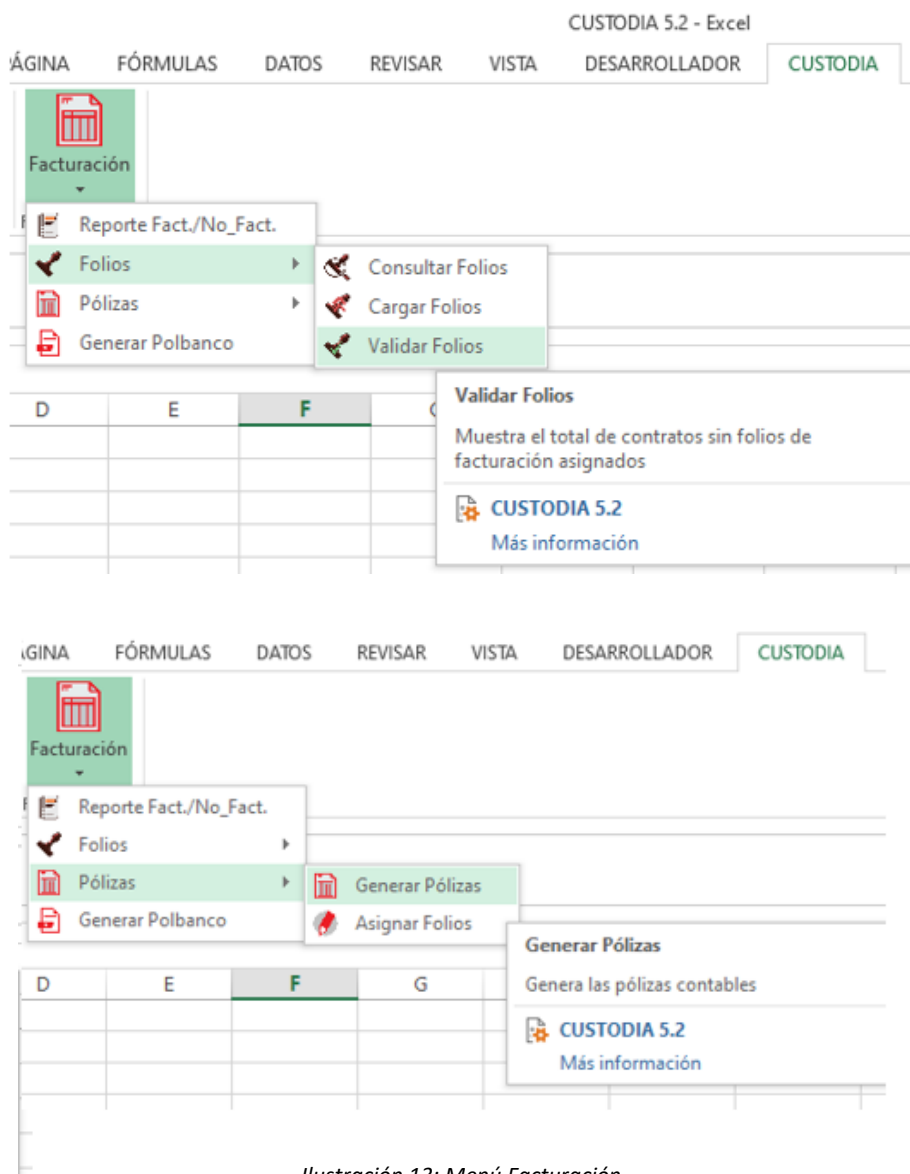 CUSTODIA 5.2 - Excel
ÁGINA FÓRMULAS DATOS REVISAR VISTA DESARROLLADOR CUSTODIA
Facturación
Reporte Fact./No_Fact.
Folios
Consultar Folios
Pólizas
Cargar Folios
Generar Polbanco
Validar Folios
Validar Folios
Muestra el total de contratos sin folios de
facturación asignados
CUSTODIA 5.2
Más información
D E F
GINA FÓRMULAS DATOS REVISAR VISTA DESARROLLADOR CUSTODIA
Facturación
Reporte Fact./No_Fact.
Folios
Pólizas
Generar Pólizas
Generar Polbanco
Asignar Folios
Generar Pólizas
Genera las pólizas contables
CUSTODIA 5.2
Más información
D E F G
Ilustración 13: Menú Facturación